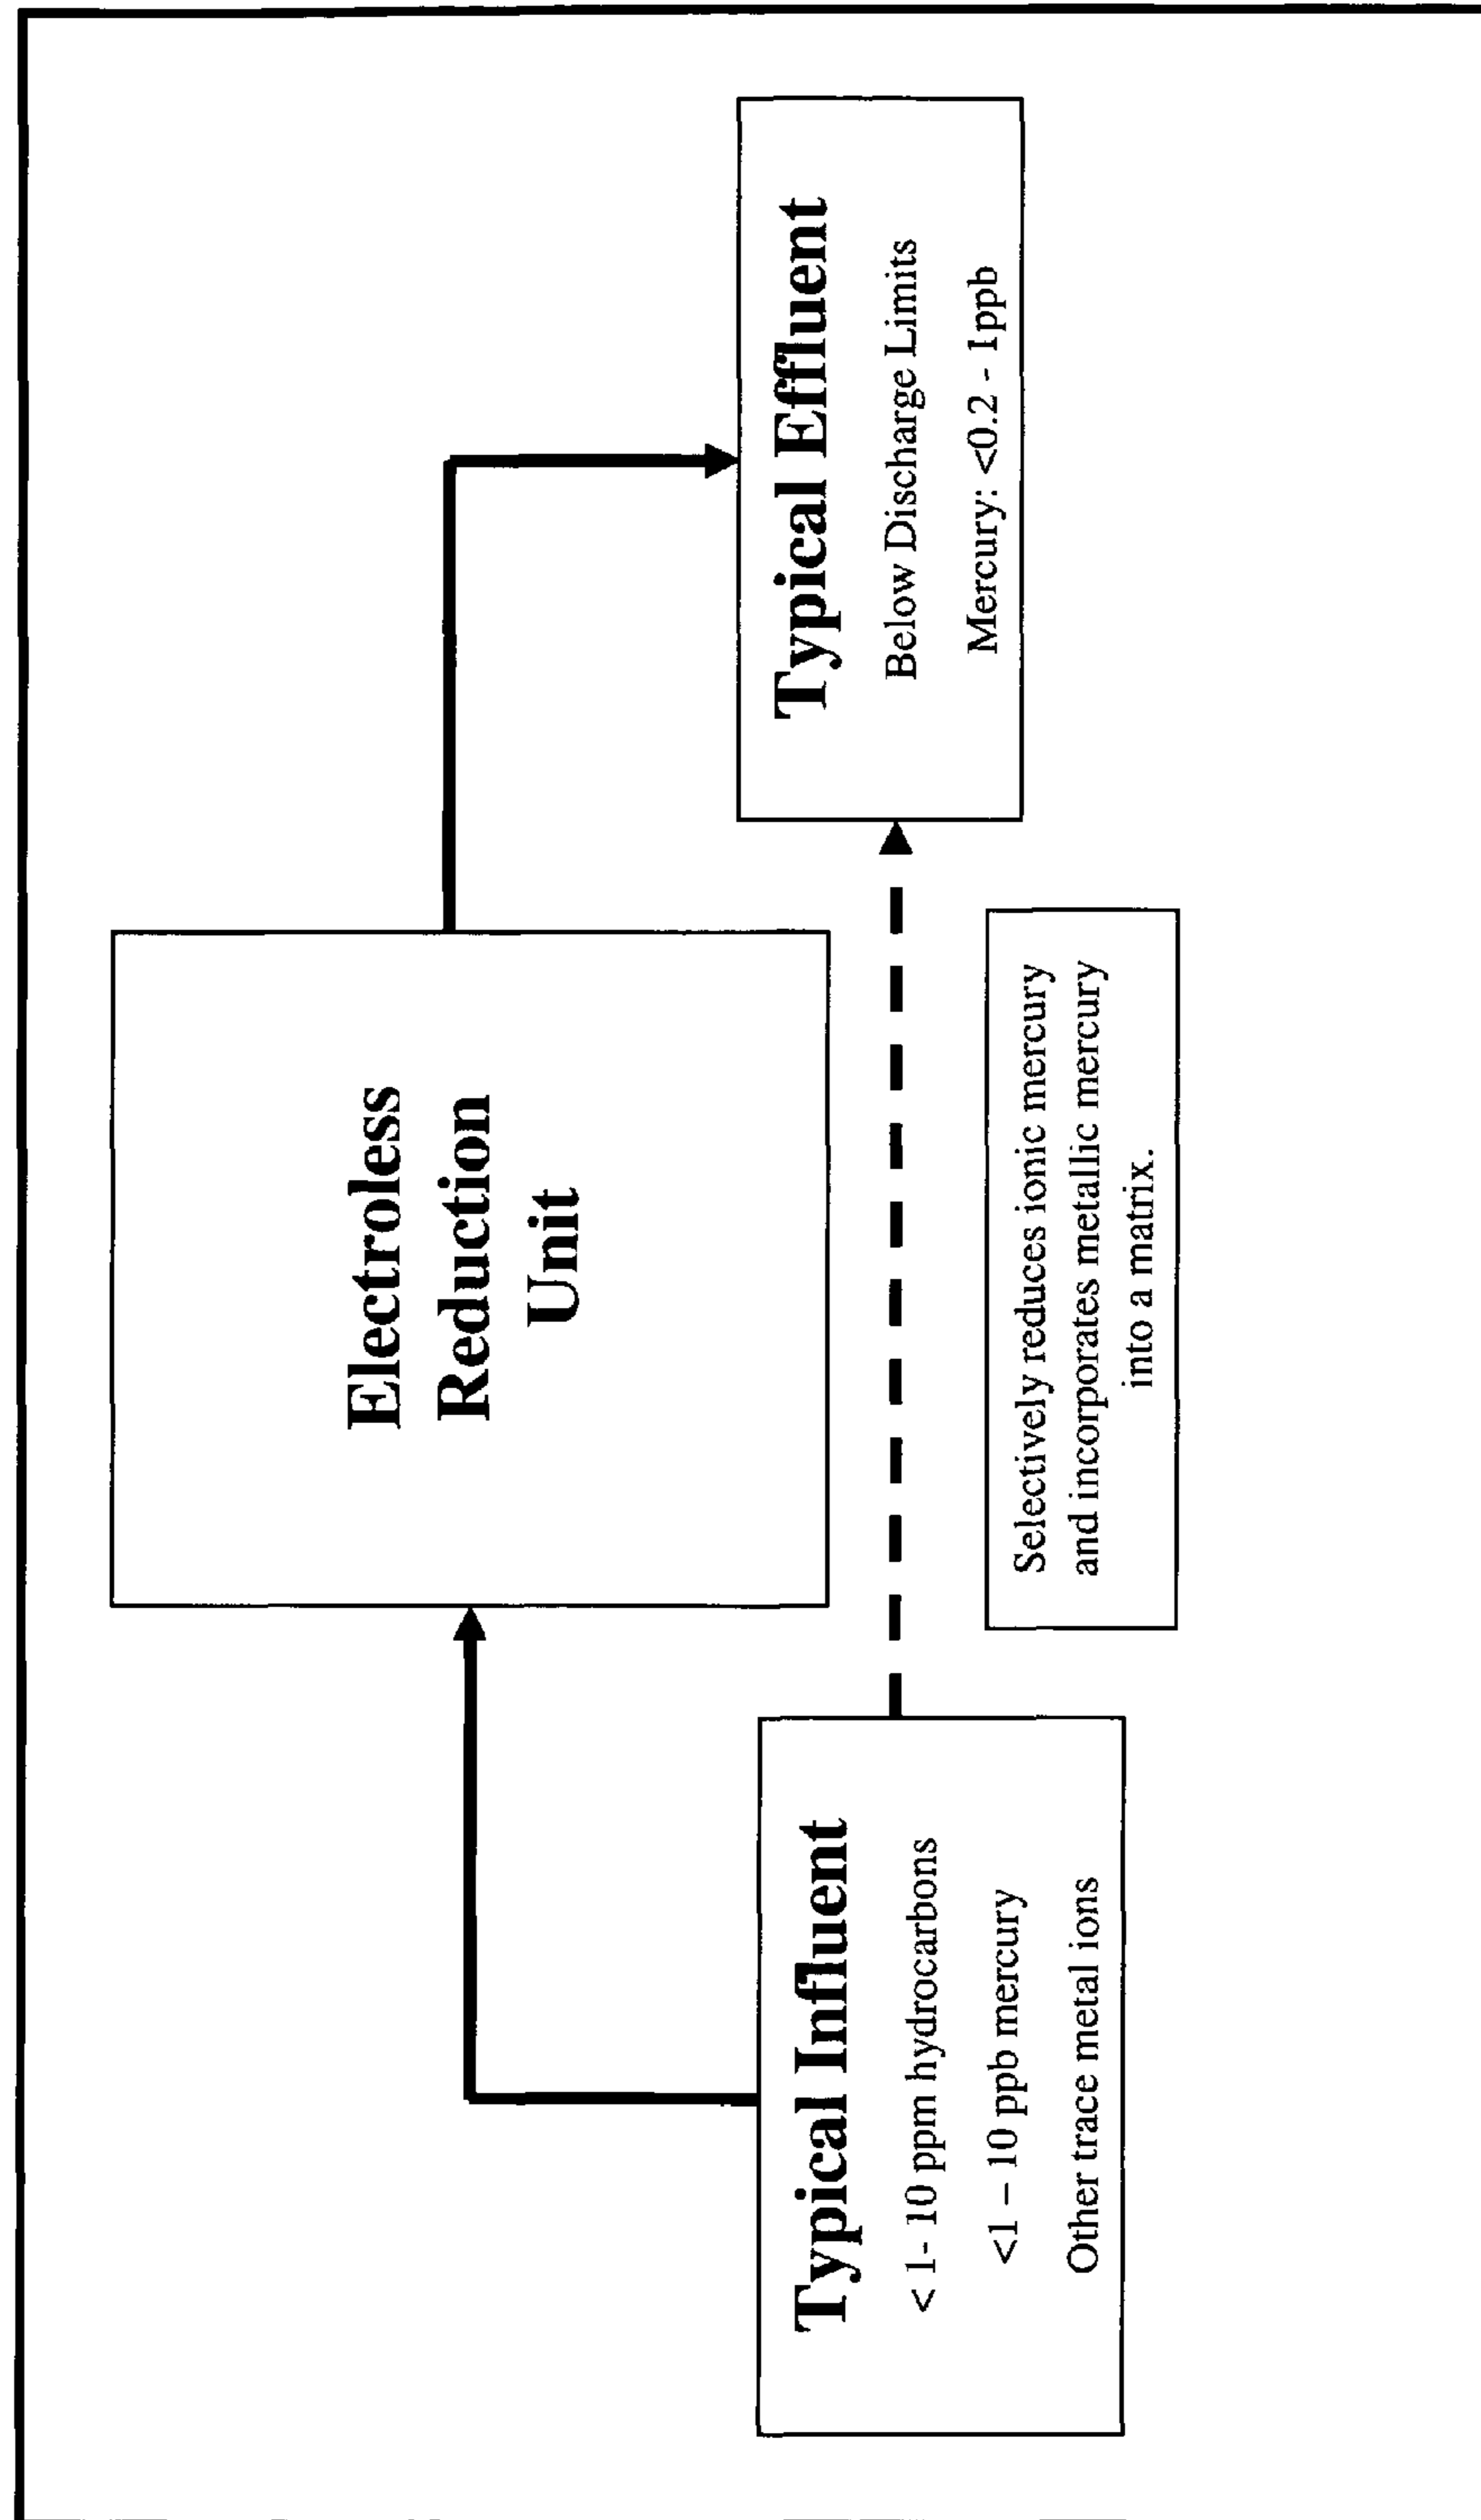 Electroless
Reduction
Unit
Typical Influent
< 1- 10 ppm hydrocarbons
<1 – 10 ppb mercury
Other trace metal ions
Typical Effluent
Below Discharge Limits
Mercury: <0.2 - 1ppb
Selectively reduces ionic mercury
and incorporates metallic mercury
into a matrix.